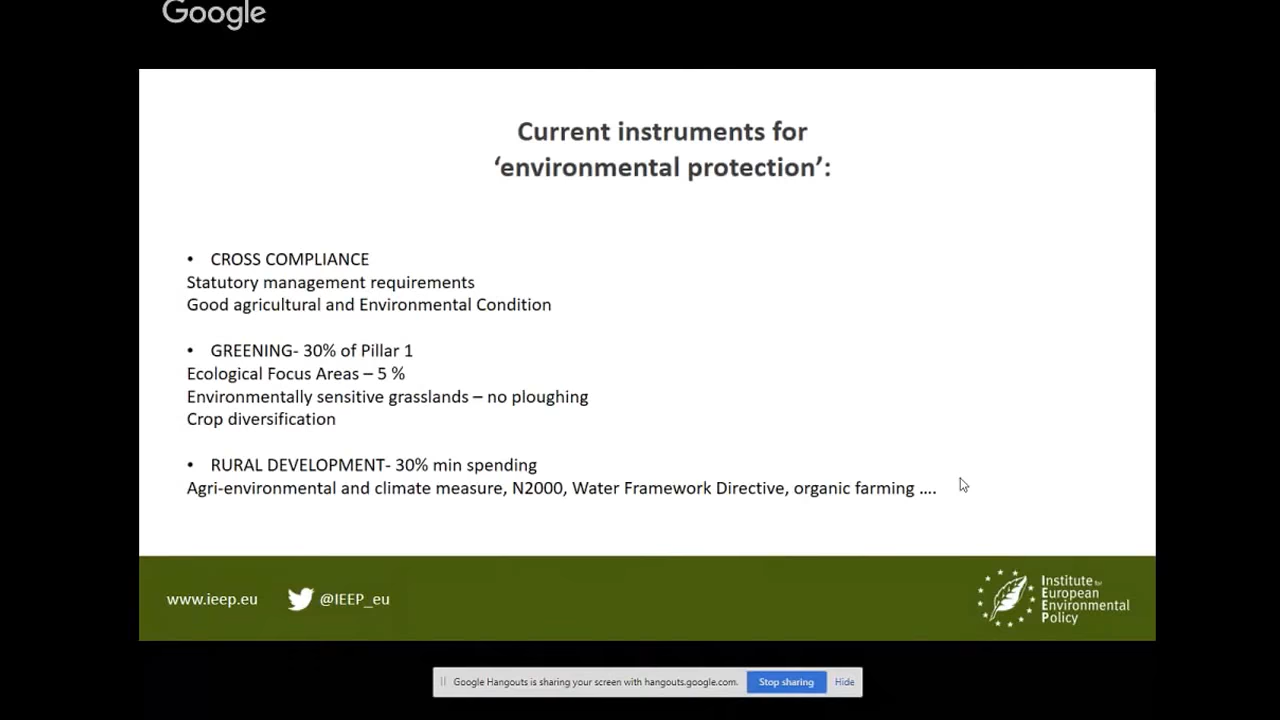 Google
Current instruments for
‘environmental protection’:
• CROSS COMPLIANCE
Statutory management requirements
Good agricultural and Environmental Condition
• GREENING- 30% of Pillar 1
Ecological Focus Areas – 5 %
Environmentally sensitive grasslands – no ploughing
Crop diversification
• RURAL DEVELOPMENT- 30% min spending
Agri-environmental and climate measure, N2000, Water Framework Directive, organic farming ....
www.ieep.eu @IEEP_eu
Institute for
European
Environmental
Policy
Google Hangouts is sharing your screen with hangouts.google.com. Stop sharing Hide